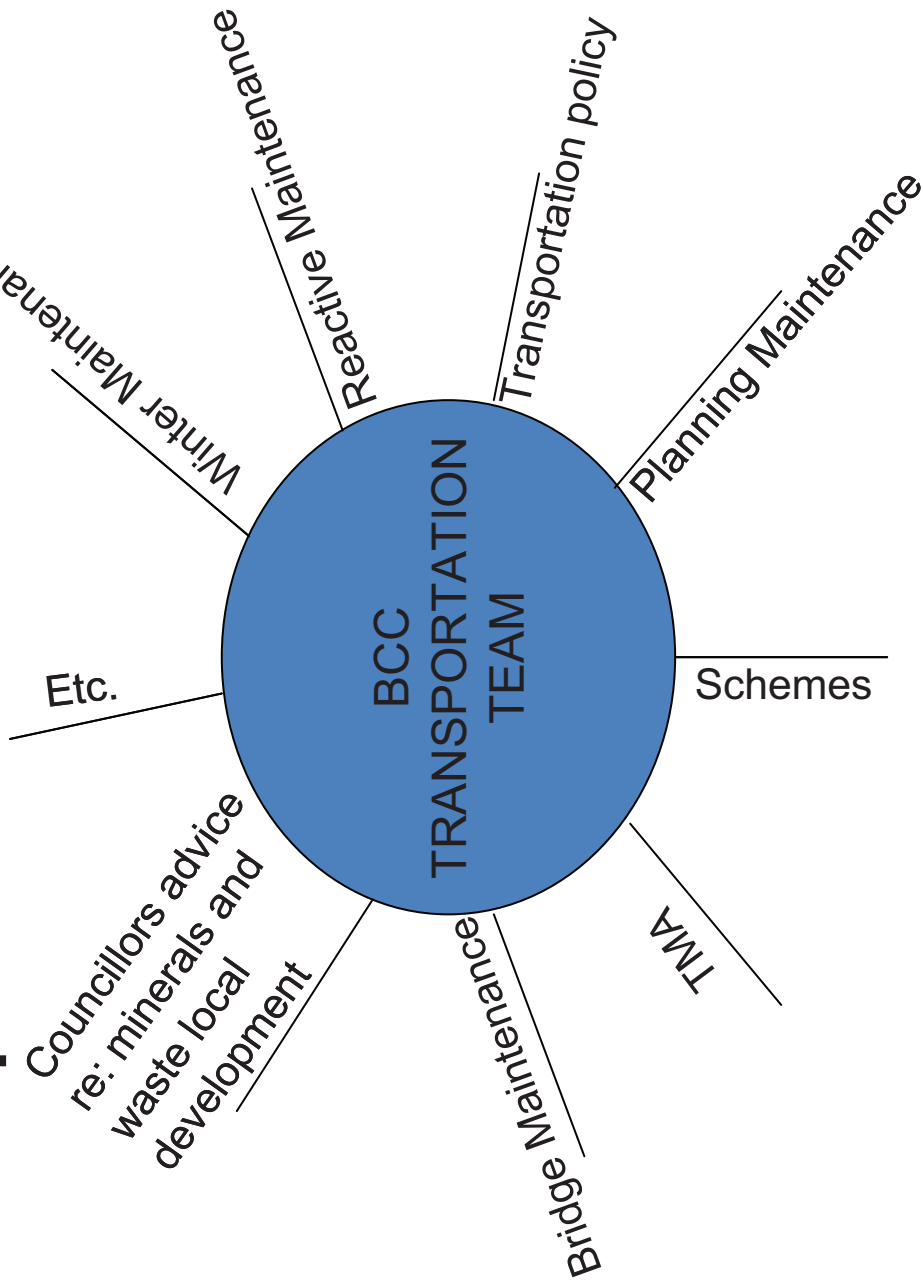 BCC
TRANSPORTATION
TEAM
Etc.
Winter Maintenan
Reactive Maintenance
Transportation policy
Planning Maintenance
Schemes
TMA
Bridge Maintenance
Councillors advice
re: minerals and
waste local
development